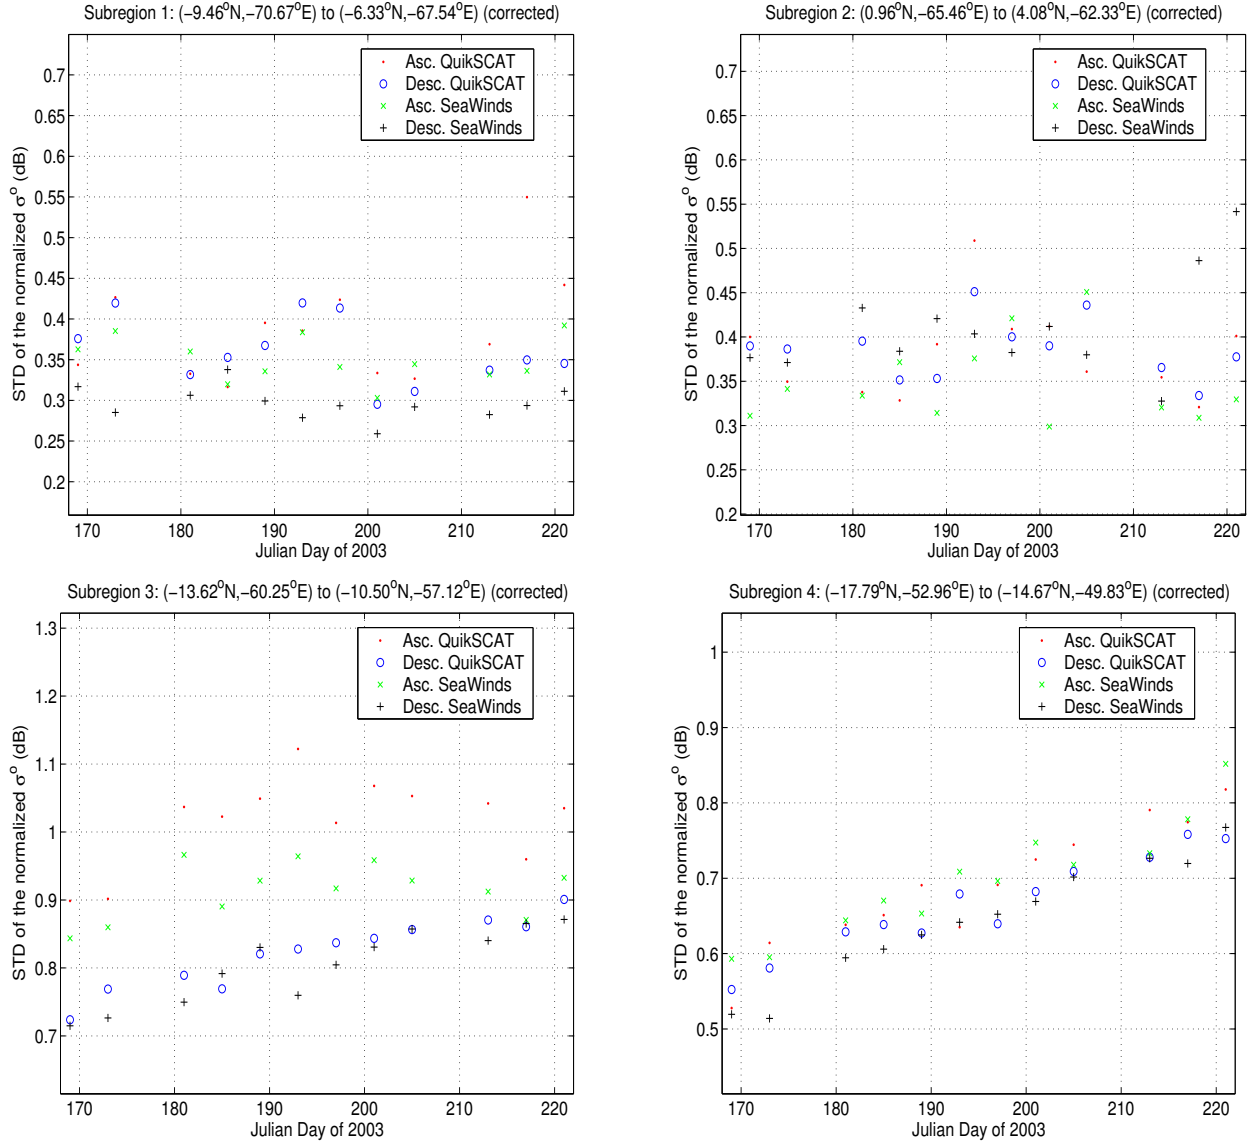 Subregion 1: (−9.46°N,−70.67°E) to (−6.33°N,−67.54°E) (corrected)
STD of the normalized σ° (dB)
0.7
0.65
0.6
0.55
0.5
0.45
0.4
0.35
0.3
0.25
0.2
Asc. QuikSCAT
Desc. QuikSCAT
Asc. SeaWinds
Desc. SeaWinds
170 180 190 200 210 220
Julian Day of 2003
Subregion 2: (0.96°N,−65.46°E) to (4.08°N,−62.33°E) (corrected)
STD of the normalized σ° (dB)
0.7
0.65
0.6
0.55
0.5
0.45
0.4
0.35
0.3
0.25
0.2
Asc. QuikSCAT
Desc. QuikSCAT
Asc. SeaWinds
Desc. SeaWinds
170 180 190 200 210 220
Julian Day of 2003
Subregion 3: (−13.62°N,−60.25°E) to (−10.50°N,−57.12°E) (corrected)
STD of the normalized σ° (dB)
1.3
1.2
1.1
1
0.9
0.8
0.7
Asc. QuikSCAT
Desc. QuikSCAT
Asc. SeaWinds
Desc. SeaWinds
170 180 190 200 210 220
Julian Day of 2003
Subregion 4: (−17.79°N,−52.96°E) to (−14.67°N,−49.83°E) (corrected)
STD of the normalized σ° (dB)
1
0.9
0.8
0.7
0.6
0.5
Asc. QuikSCAT
Desc. QuikSCAT
Asc. SeaWinds
Desc. SeaWinds
170 180 190 200 210 220
Julian Day of 2003